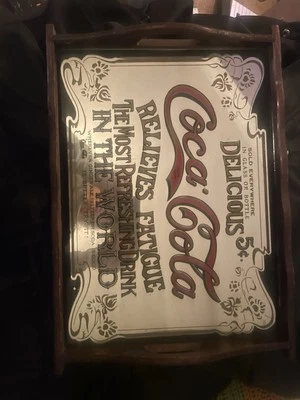 SOLD EVERYWHERE
IN GLASS OR BOTTLE
DELICIOUS 5¢
Coca-Cola
RELIEVES FATIGUE
THE MOST REFRESHING DRINK
IN THE WORLD